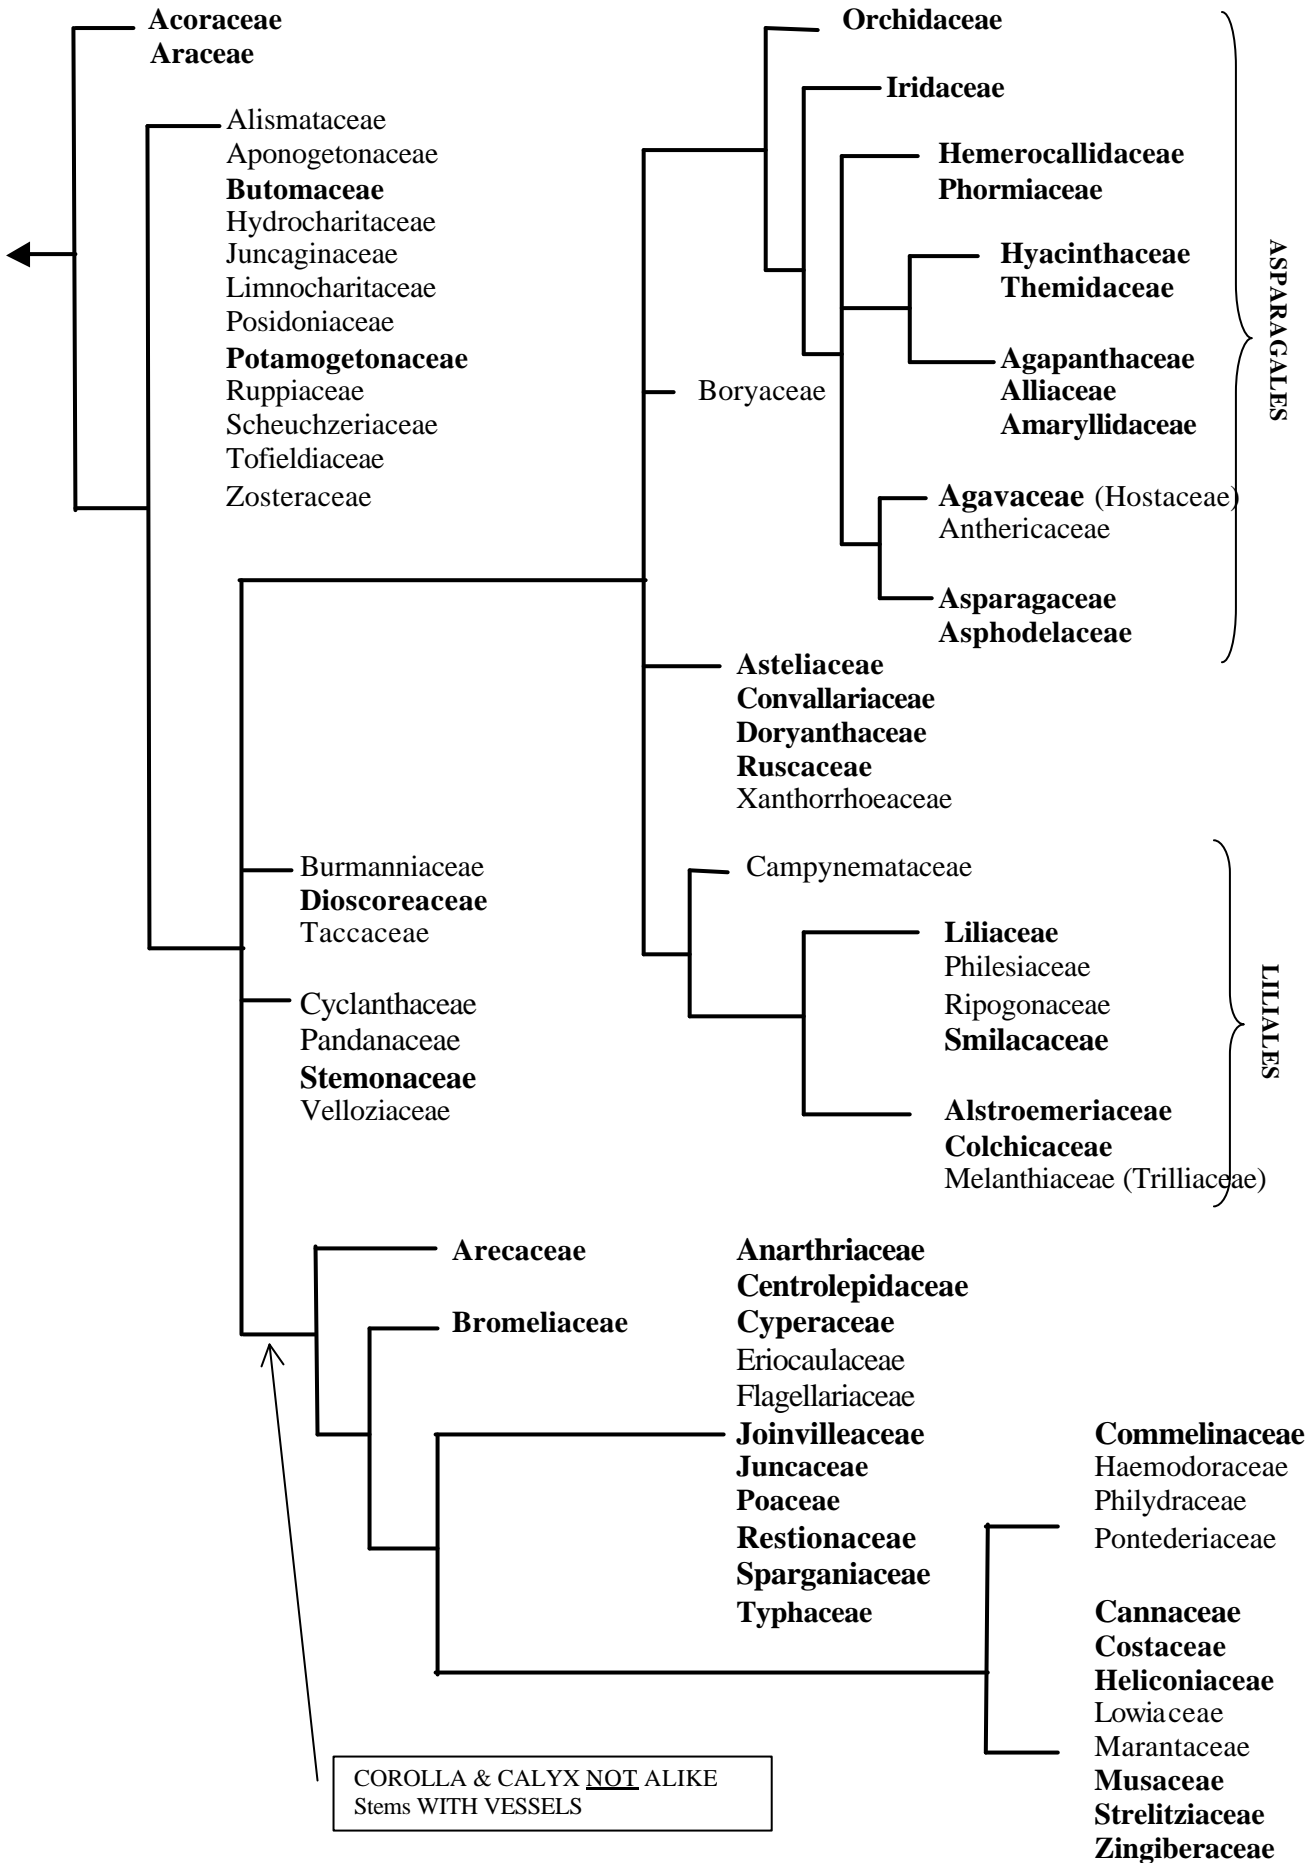 Acoraceae
Araceae
Alismataceae
Aponogetonaceae
Butomaceae
Hydrocharitaceae
Juncaginaceae
Limnocharitaceae
Posidoniaceae
Potamogetonaceae
Ruppiaceae
Scheuchzeriaceae
Tofieldiaceae
Zosteraceae
Orchidaceae
Iridaceae
Hemerocallidaceae
Phormiaceae
Hyacinthaceae
Themidaceae
Agapanthaceae
Alliaceae
Amaryllidaceae
Boryaceae
Agavaceae (Hostaceae)
Anthericaceae
Asparagaceae
Asphodelaceae
ASPARAGALES
Asteliaceae
Convallariaceae
Doryanthaceae
Ruscaceae
Xanthorrhoeaceae
Burmanniaceae
Dioscoreaceae
Taccaceae
Cyclanthaceae
Pandanaceae
Stemonaceae
Velloziaceae
Campynemataceae
Liliaceae
Philesiaceae
Ripogonaceae
Smilacaceae
Alstroemeriaceae
Colchicaceae
Melanthiaceae (Trilliaceae)
LILIALES
Arecaceae
Bromeliaceae
Anarthriaceae
Centrolepidaceae
Cyperaceae
Eriocaulaceae
Flagellariaceae
Joinvilleaceae
Juncaceae
Poaceae
Restionaceae
Sparganiaceae
Typhaceae
Commelinaceae
Haemodoraceae
Philydraceae
Pontederiaceae
Cannaceae
Costaceae
Heliconiaceae
Lowiaceae
Marantaceae
Musaceae
Strelitziaceae
Zingiberaceae
COROLLA & CALYX NOT ALIKE
Stems WITH VESSELS